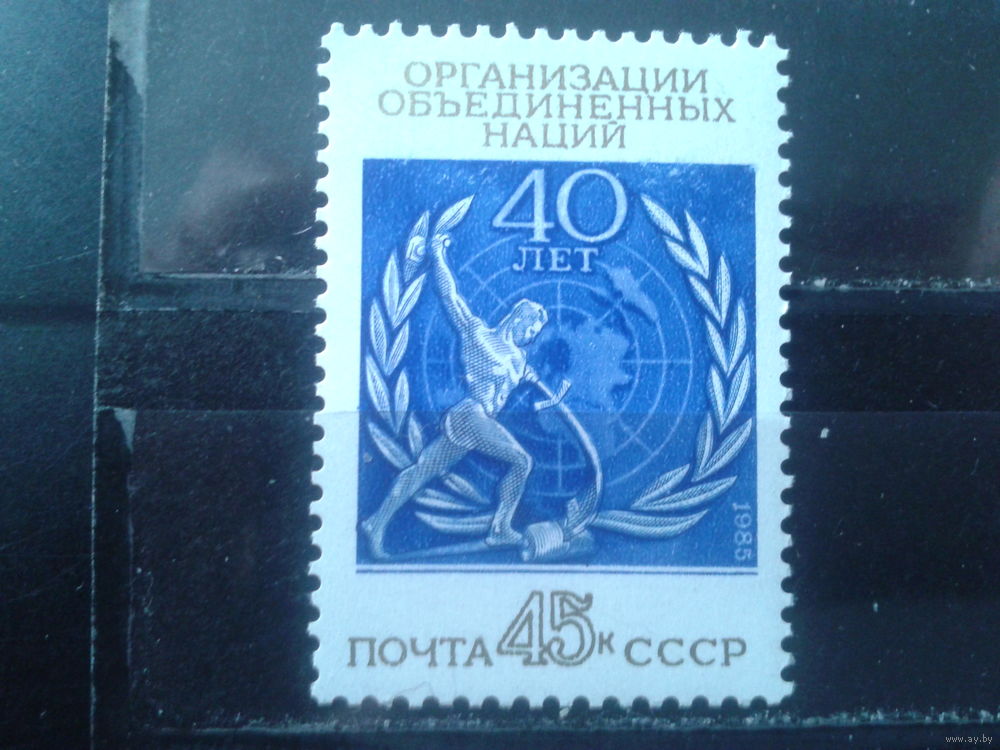 ОРГАНИЗАЦИИ
ОБЪЕДИНЕННЫХ
НАЦИЙ
40
ЛЕТ
1985
ПОЧТА 45к СССР
www.ay.by